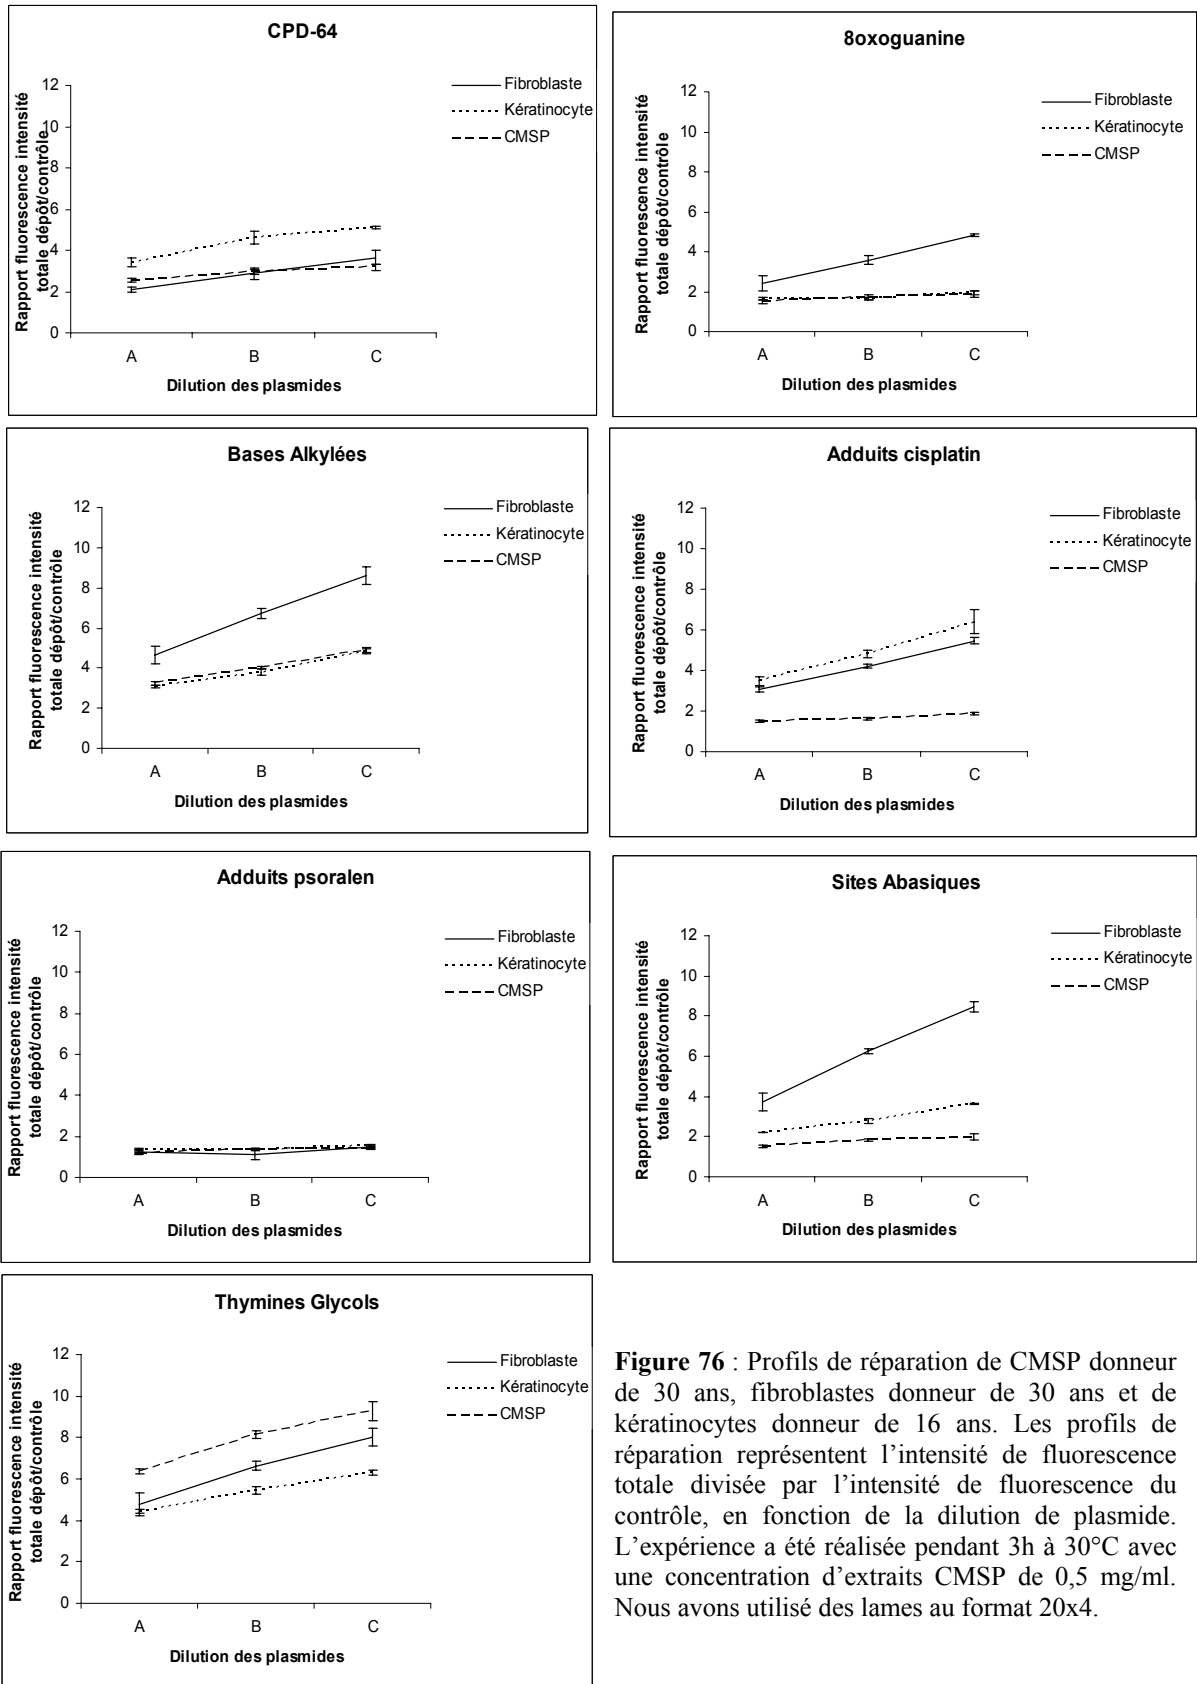 CPD-64
Rapport fluorescence intensité
totale dépôt/contrôle
12
10
8
6
4
2
0
A B C
Dilution des plasmides
Fibroblaste
Kératinocyte
CMSP
8oxoguanine
Rapport fluorescence intensité
totale dépôt/contrôle
12
10
8
6
4
2
0
A B C
Dilution des plasmides
Fibroblaste
Kératinocyte
CMSP
Bases Alkylées
Rapport fluorescence intensité
totale dépôt/contrôle
12
10
8
6
4
2
0
A B C
Dilution des plasmides
Fibroblaste
Kératinocyte
CMSP
Adduits cisplatin
Rapport fluorescence intensité
totale dépôt/contrôle
12
10
8
6
4
2
0
A B C
Dilution des plasmides
Fibroblaste
Kératinocyte
CMSP
Adduits psoralen
Rapport fluorescence intensité
totale dépôt/contrôle
12
10
8
6
4
2
0
A B C
Dilution des plasmides
Fibroblaste
Kératinocyte
CMSP
Sites Abasiques
Rapport fluorescence intensité
totale dépôt/contrôle
12
10
8
6
4
2
0
A B C
Dilution des plasmides
Fibroblaste
Kératinocyte
CMSP
Thymines Glycols
Rapport fluorescence intensité
totale dépôt/contrôle
12
10
8
6
4
2
0
A B C
Dilution des plasmides
Fibroblaste
Kératinocyte
CMSP
Figure 76 : Profils de réparation de CMSP donneur
de 30 ans, fibroblastes donneur de 30 ans et de
kératinocytes donneur de 16 ans. Les profils de
réparation représentent l’intensité de fluorescence
totale divisée par l’intensité de fluorescence du
contrôle, en fonction de la dilution de plasmide.
L’expérience a été réalisée pendant 3h à 30°C avec
une concentration d’extraits CMSP de 0,5 mg/ml.
Nous avons utilisé des lames au format 20x4.